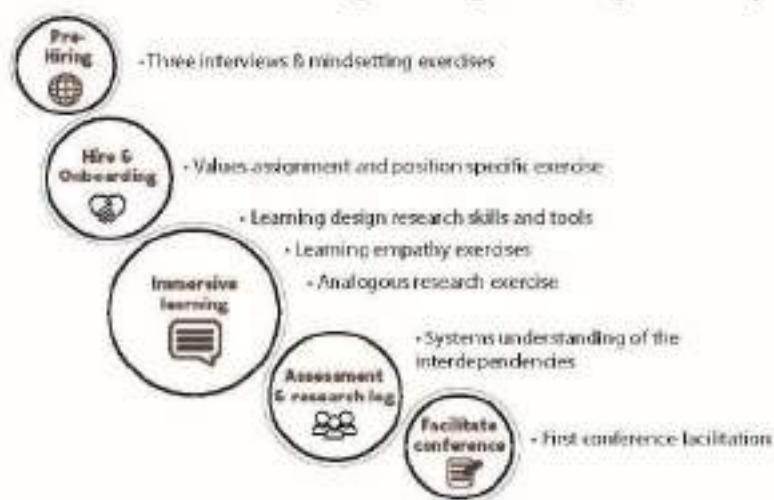 Pre-
Hiring
• Three interviews & mindsetting exercises
Hire &
Onboarding
• Values assignment and position specific exercise
• Learning design research skills and tools
• Learning empathy exercises
Immersive
learning
• Analogous research exercise
• Systems understanding of the
interdependencies
Assessment
& research log
Facilitate
conference
• First conference facilitation